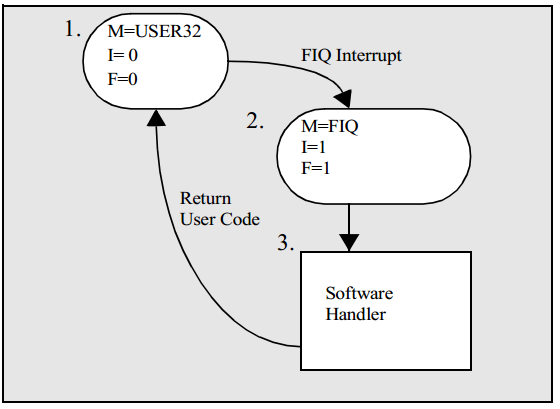 1.
M=USER32
I= 0
F=0
FIQ Interrupt
2.
M=FIQ
I=1
F=1
Return
User Code
3.
Software
Handler